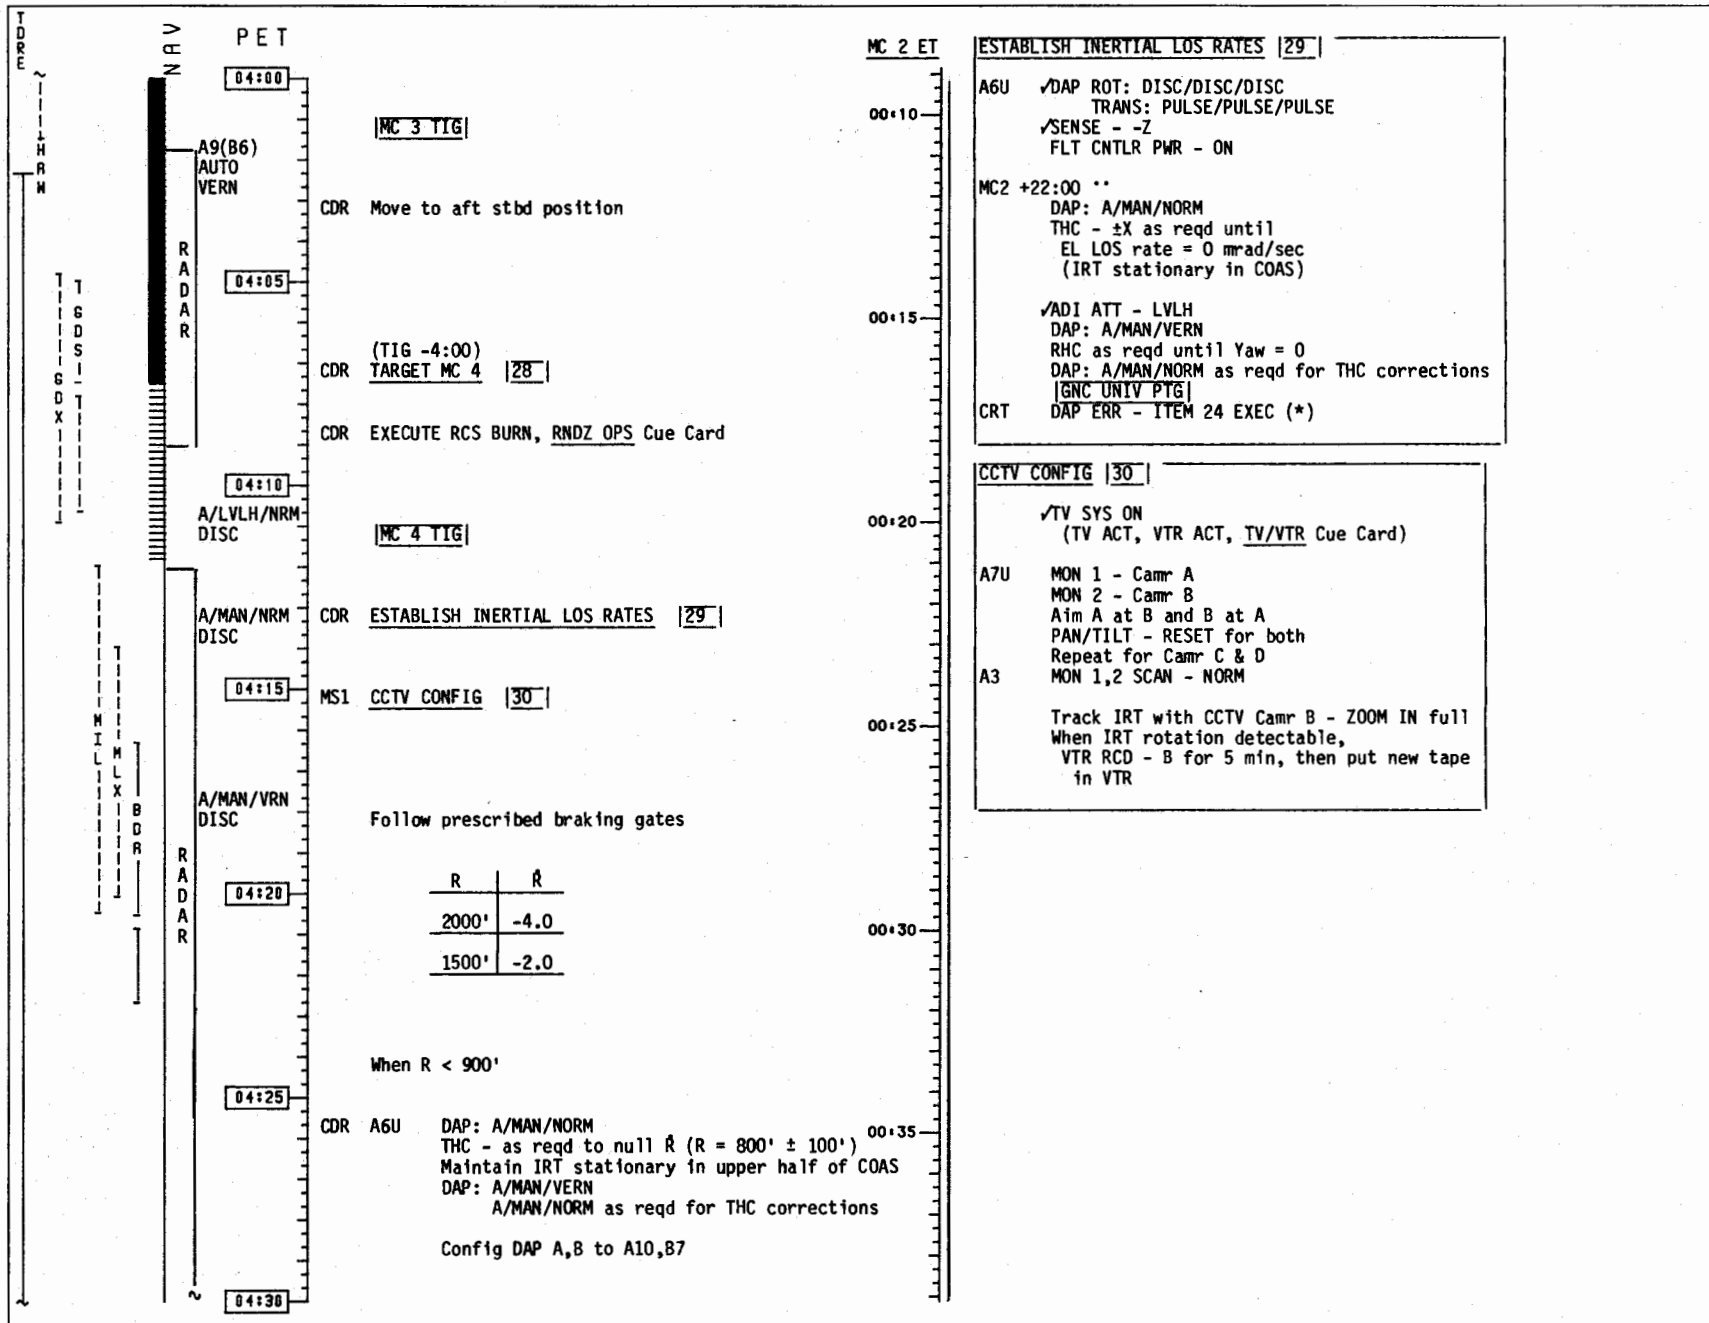 TDRE
NAV
PET
HAW
04:00
MC 3 TIG
A9(B6)
AUTO
VERN
CDR Move to aft stbd position
RADAR
04:05
GDS
GDX
(TIG -4:00)
CDR TARGET MC 4 28
CDR EXECUTE RCS BURN, RNDZ OPS Cue Card
04:10
A/LVLH/NRM
DISC
MC 4 TIG
A/MAN/NRM
DISC
CDR ESTABLISH INERTIAL LOS RATES 29
04:15
MS1 CCTV CONFIG 30
MIL
MLX
BDA
A/MAN/VRN
DISC
Follow prescribed braking gates
RADAR
R Ṙ
2000' -4.0
1500' -2.0
04:20
When R < 900'
04:25
CDR A6U DAP: A/MAN/NORM
THC - as reqd to null Ṙ (R = 800' ± 100')
Maintain IRT stationary in upper half of COAS
DAP: A/MAN/VERN
A/MAN/NORM as reqd for THC corrections
Config DAP A,B to A10,B7
04:30
MC 2 ET
00:10
00:15
00:20
00:25
00:30
00:35
ESTABLISH INERTIAL LOS RATES 29
A6U ✓DAP ROT: DISC/DISC/DISC
TRANS: PULSE/PULSE/PULSE
✓SENSE - -Z
FLT CNTLR PWR - ON
MC2 +22:00
DAP: A/MAN/NORM
THC - ±X as reqd until
EL LOS rate = 0 mrad/sec
(IRT stationary in COAS)
✓ADI ATT - LVLH
DAP: A/MAN/VERN
RHC as reqd until Yaw = 0
DAP: A/MAN/NORM as reqd for THC corrections
GNC UNIV PTG
CRT DAP ERR - ITEM 24 EXEC (*)
CCTV CONFIG 30
✓TV SYS ON
(TV ACT, VTR ACT, TV/VTR Cue Card)
A7U MON 1 - Camr A
MON 2 - Camr B
Aim A at B and B at A
PAN/TILT - RESET for both
Repeat for Camr C & D
A3 MON 1,2 SCAN - NORM
Track IRT with CCTV Camr B - ZOOM IN full
When IRT rotation detectable,
VTR RCD - B for 5 min, then put new tape
in VTR